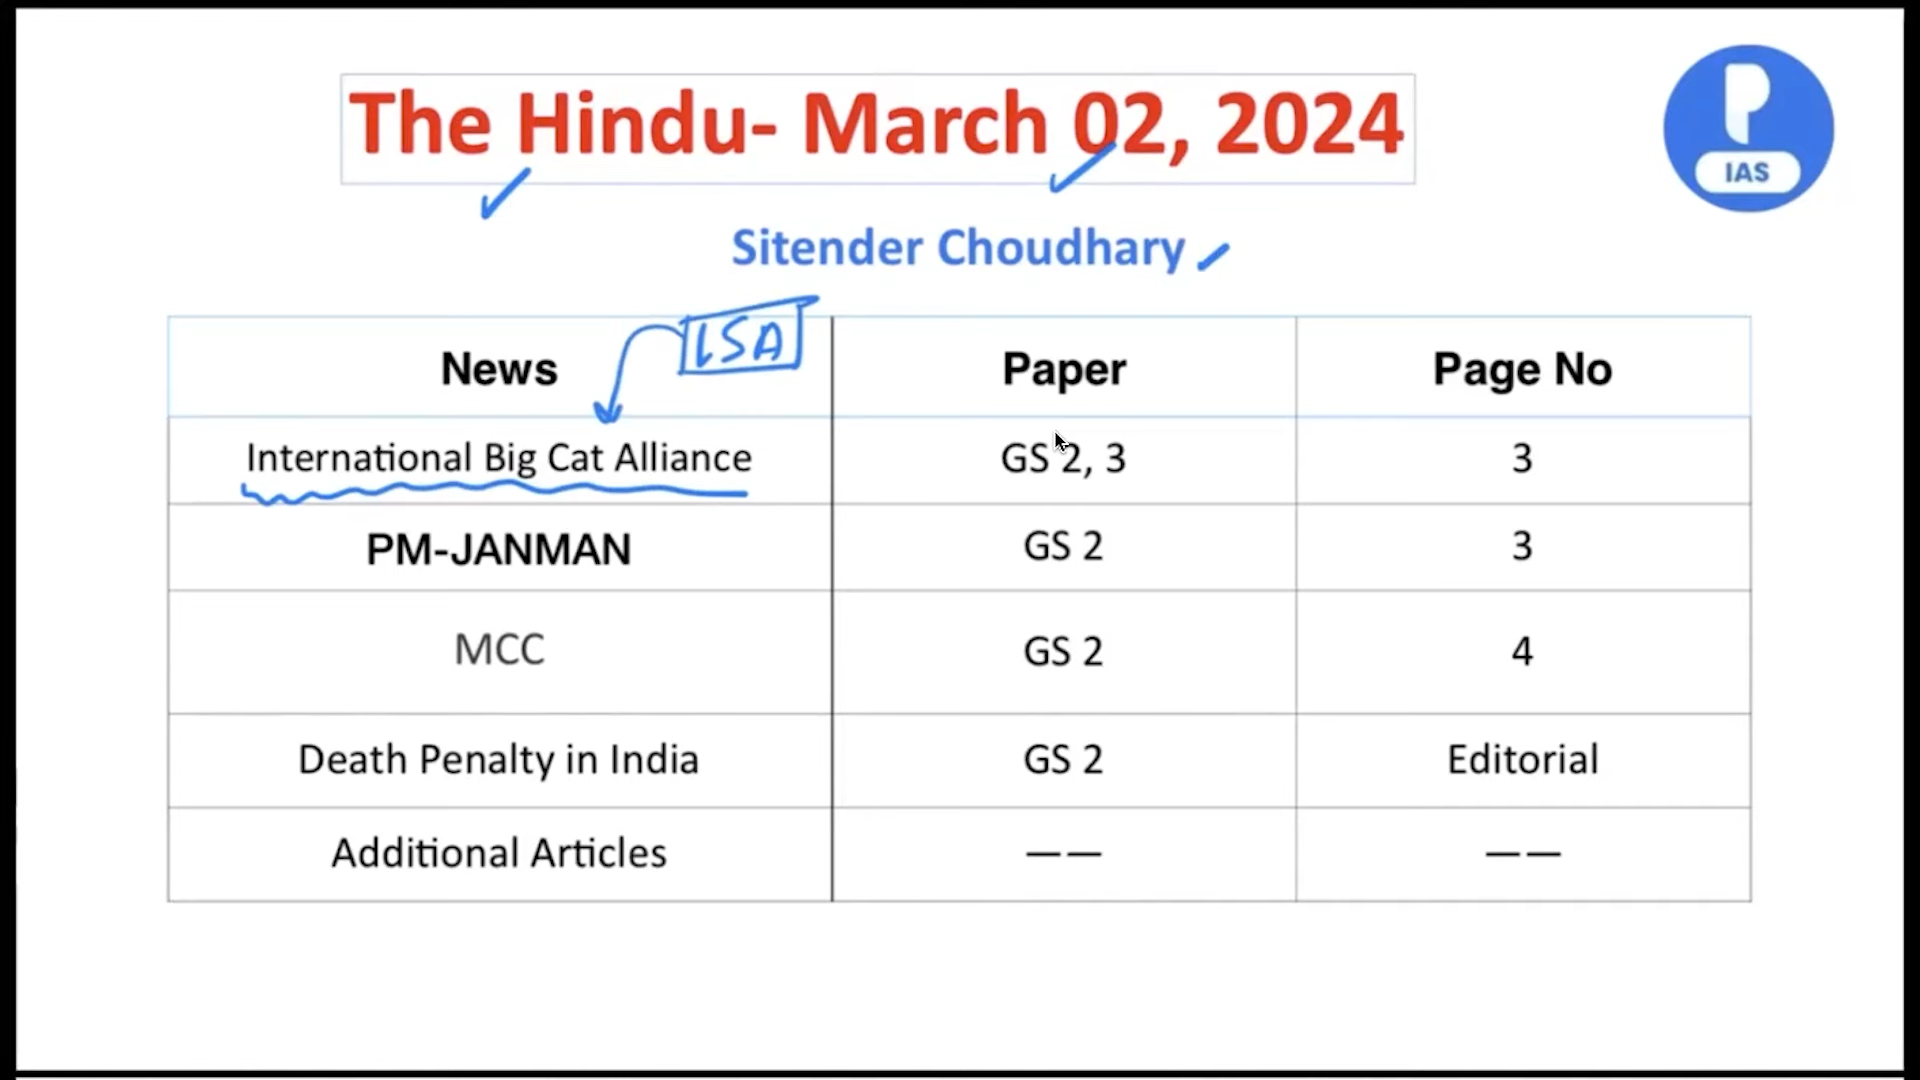 The Hindu- March 02, 2024
P
IAS
Sitender Choudhary
ISA
News Paper Page No
International Big Cat Alliance GS 2, 3 3
PM-JANMAN GS 2 3
MCC GS 2 4
Death Penalty in India GS 2 Editorial
Additional Articles —— ——